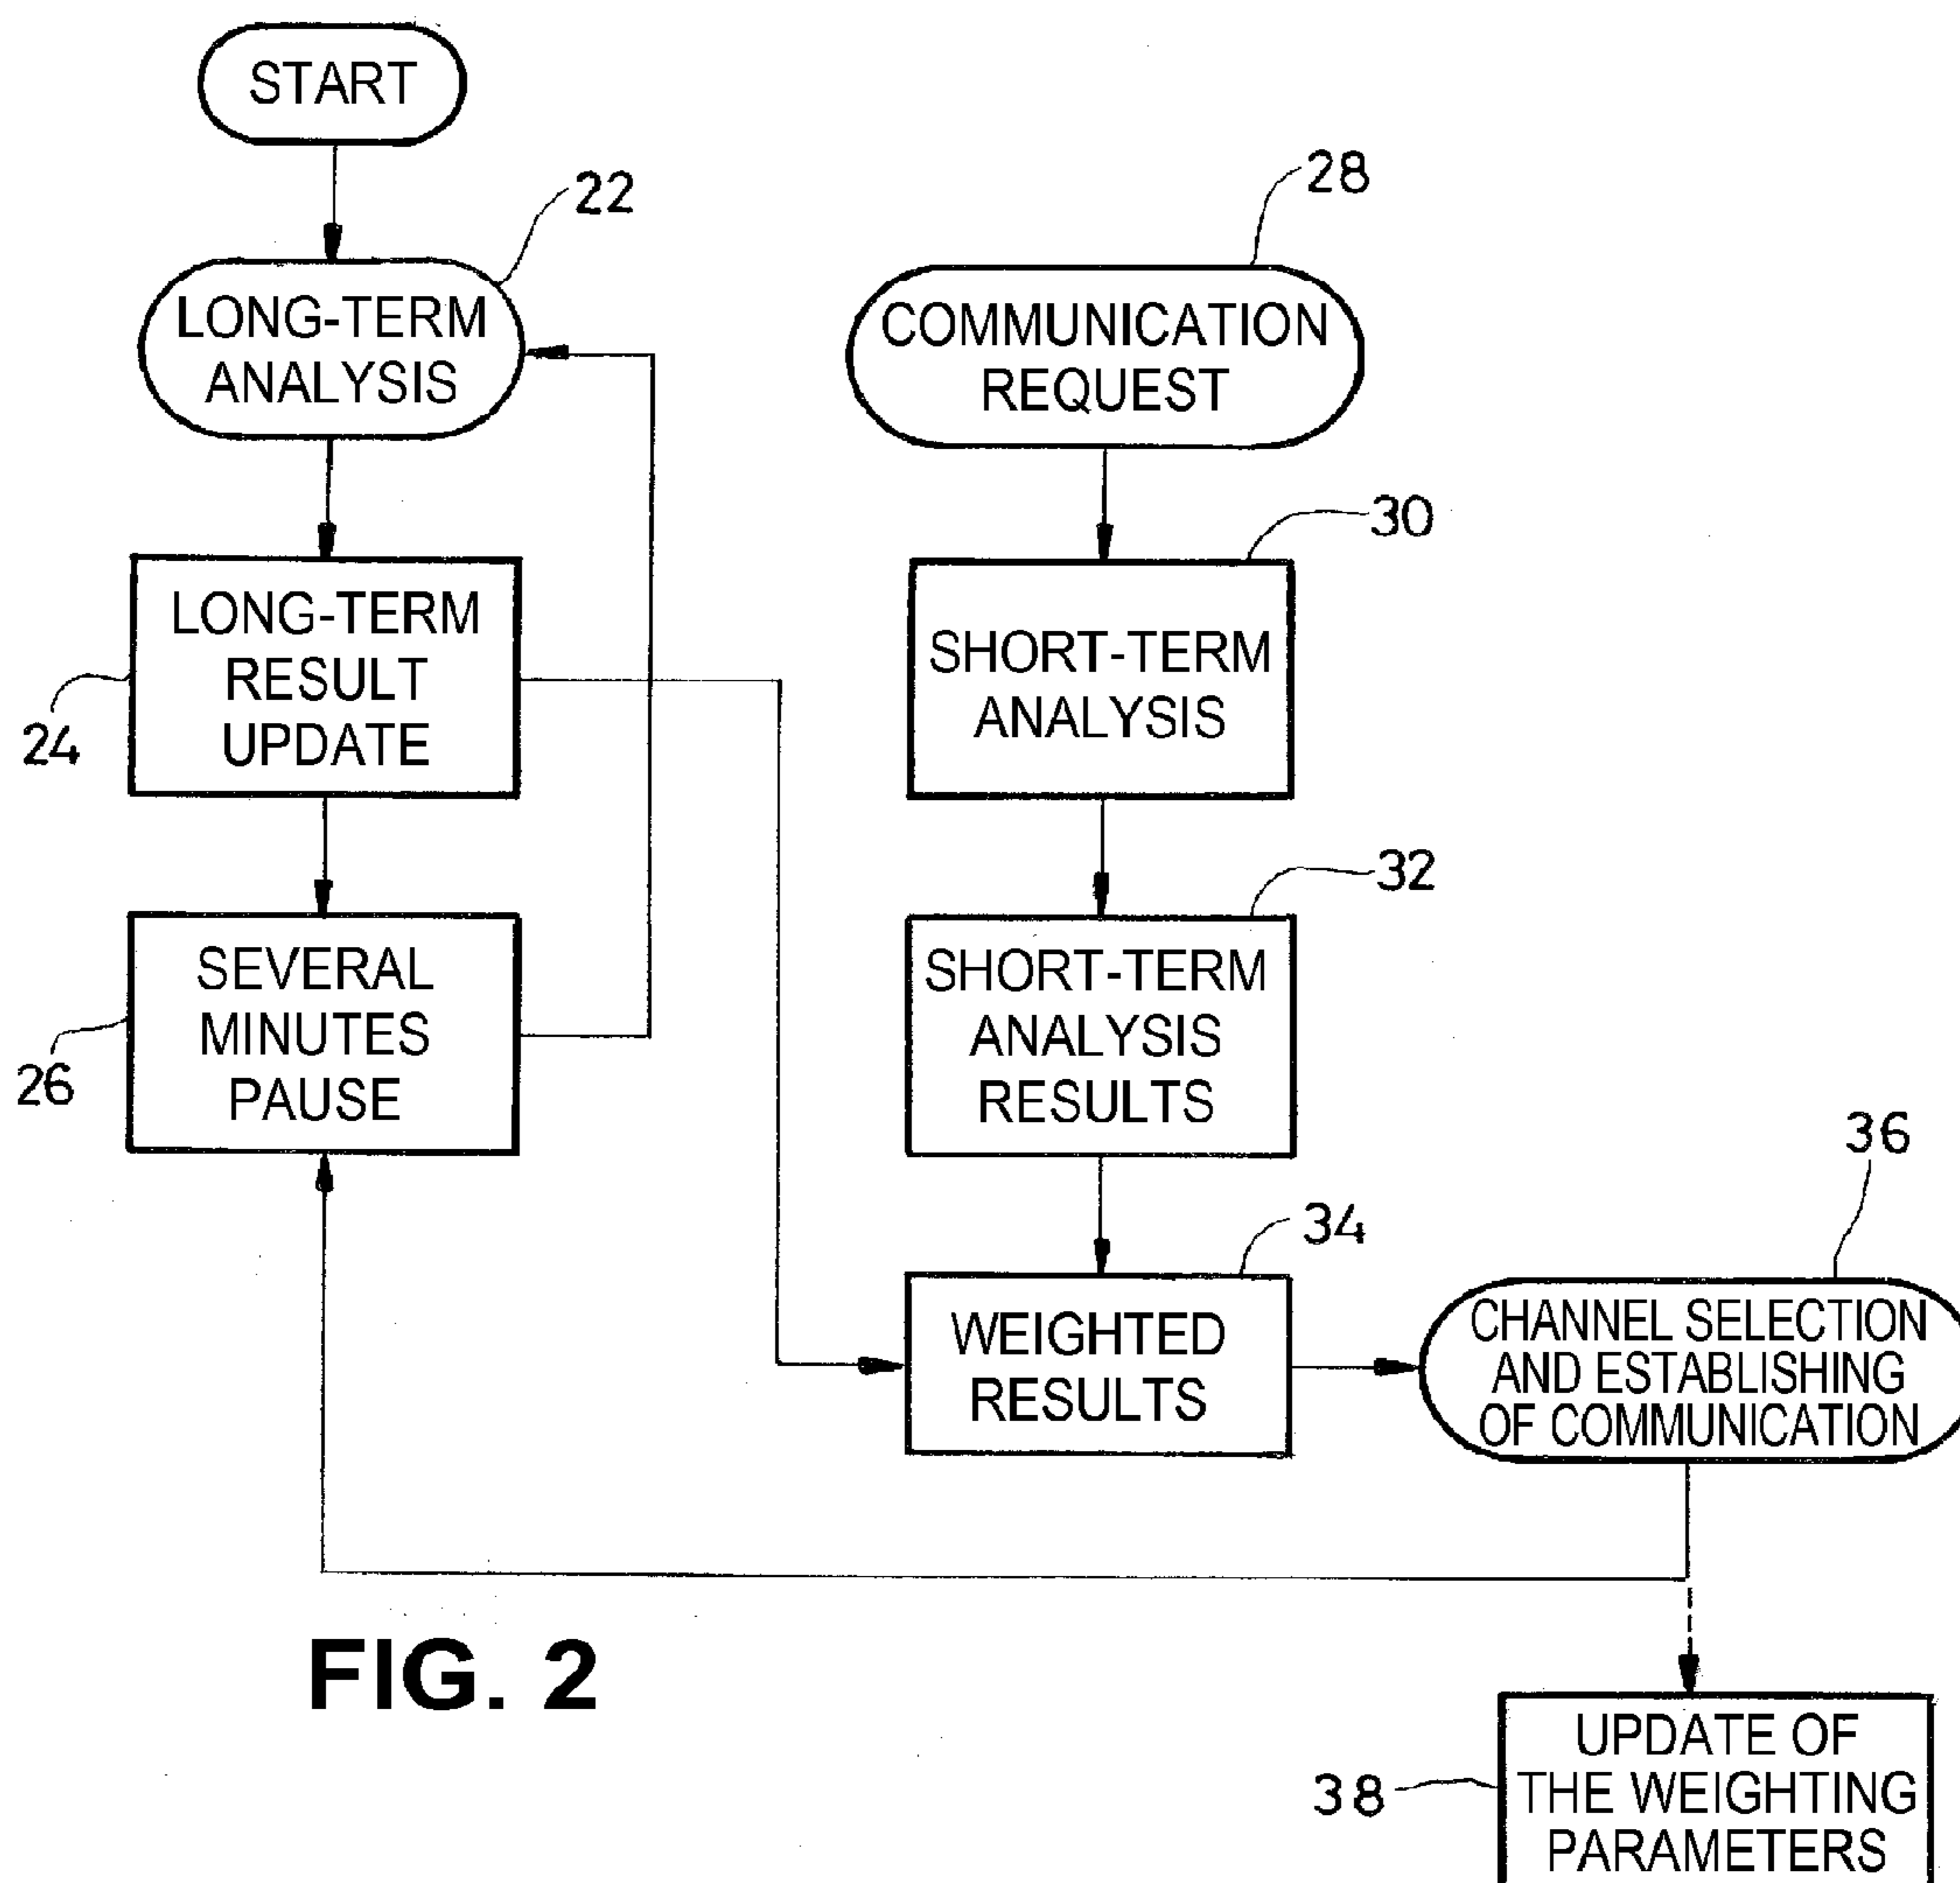 START
22
LONG-TERM
ANALYSIS
28
COMMUNICATION
REQUEST
LONG-TERM
RESULT
UPDATE
24
30
SHORT-TERM
ANALYSIS
SEVERAL
MINUTES
PAUSE
26
32
SHORT-TERM
ANALYSIS
RESULTS
34
WEIGHTED
RESULTS
36
CHANNEL SELECTION
AND ESTABLISHING
OF COMMUNICATION
38
UPDATE OF
THE WEIGHTING
PARAMETERS
FIG. 2